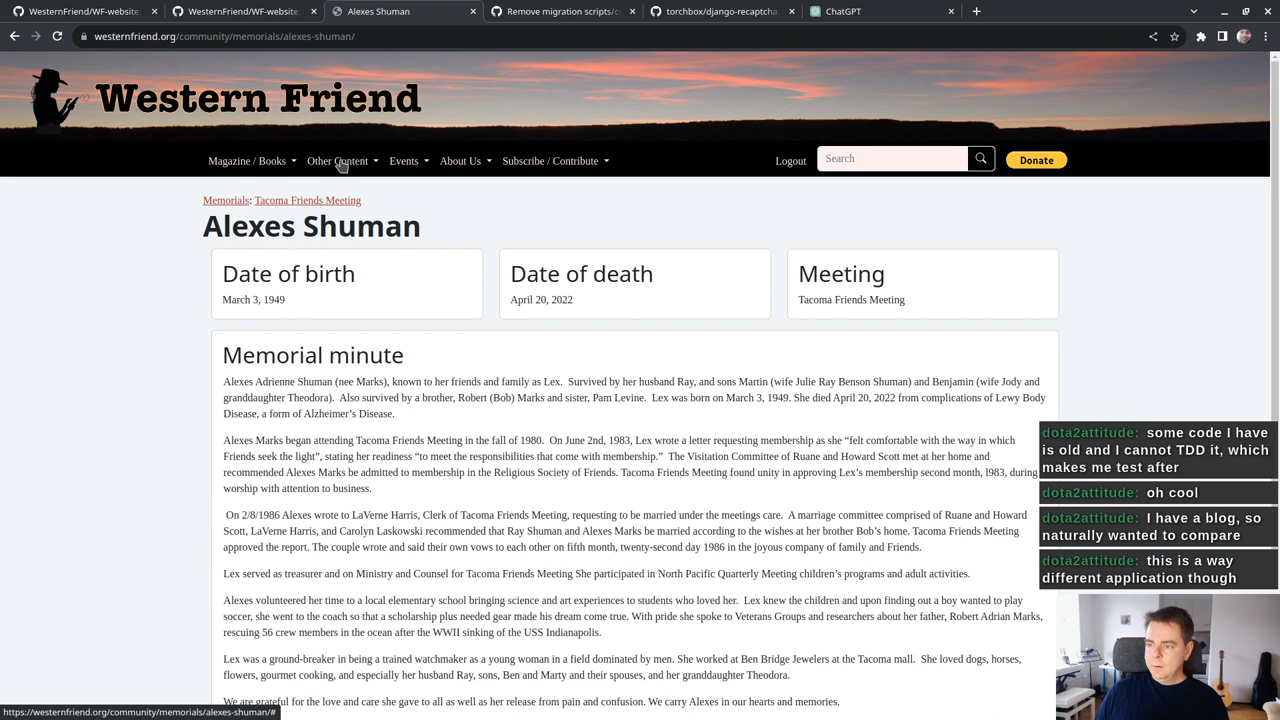 WesternFriend/WF-website:
WesternFriend/WF-website:
Alexes Shuman
Remove migration scripts/c
torchbox/django-recaptcha
ChatGPT
westernfriend.org/community/memorials/alexes-shuman/
Western Friend
Magazine / Books
Other Content
Events
About Us
Subscribe / Contribute
Logout
Search
Donate
Memorials: Tacoma Friends Meeting
Alexes Shuman
Date of birth
March 3, 1949
Date of death
April 20, 2022
Meeting
Tacoma Friends Meeting
Memorial minute
Alexes Adrienne Shuman (nee Marks), known to her friends and family as Lex.  Survived by her husband Ray, and sons Martin (wife Julie Ray Benson Shuman) and Benjamin (wife Jody and
granddaughter Theodora).  Also survived by a brother, Robert (Bob) Marks and sister, Pam Levine.  Lex was born on March 3, 1949. She died April 20, 2022 from complications of Lewy Body
Disease, a form of Alzheimer's Disease.
Alexes Marks began attending Tacoma Friends Meeting in the fall of 1980.  On June 2nd, 1983, Lex wrote a letter requesting membership as she “felt comfortable with the way in which
Friends seek the light”, stating her readiness “to meet the responsibilities that come with membership.”  The Visitation Committee of Ruane and Howard Scott met at her home and
recommended Alexes Marks be admitted to membership in the Religious Society of Friends. Tacoma Friends Meeting found unity in approving Lex's membership second month, l983, during
worship with attention to business.
On 2/8/1986 Alexes wrote to LaVerne Harris, Clerk of Tacoma Friends Meeting, requesting to be married under the meetings care.  A marriage committee comprised of Ruane and Howard
Scott, LaVerne Harris, and Carolyn Laskowski recommended that Ray Shuman and Alexes Marks be married according to the wishes at her brother Bob's home. Tacoma Friends Meeting
approved the report. The couple wrote and said their own vows to each other on fifth month, twenty-second day 1986 in the joyous company of family and Friends.
Lex served as treasurer and on Ministry and Counsel for Tacoma Friends Meeting She participated in North Pacific Quarterly Meeting children's programs and adult activities.
Alexes volunteered her time to a local elementary school bringing science and art experiences to students who loved her.  Lex knew the children and upon finding out a boy wanted to play
soccer, she went to the coach so that a scholarship plus needed gear made his dream come true. With pride she spoke to Veterans Groups and researchers about her father, Robert Adrian Marks,
rescuing 56 crew members in the ocean after the WWII sinking of the USS Indianapolis.
Lex was a ground-breaker in being a trained watchmaker as a young woman in a field dominated by men. She worked at Ben Bridge Jewelers at the Tacoma mall.  She loved dogs, horses,
flowers, gourmet cooking, and especially her husband Ray, sons, Ben and Marty and their spouses, and her granddaughter Theodora.
We are grateful for the love and care she gave to all as well as her release from pain and confusion. We carry Alexes in our hearts and memories.
dota2attitude: some code I have
is old and I cannot TDD it, which
makes me test after
dota2attitude: oh cool
dota2attitude: I have a blog, so
naturally wanted to compare
dota2attitude: this is a way
different application though
https://westernfriend.org/community/memorials/alexes-shuman/#